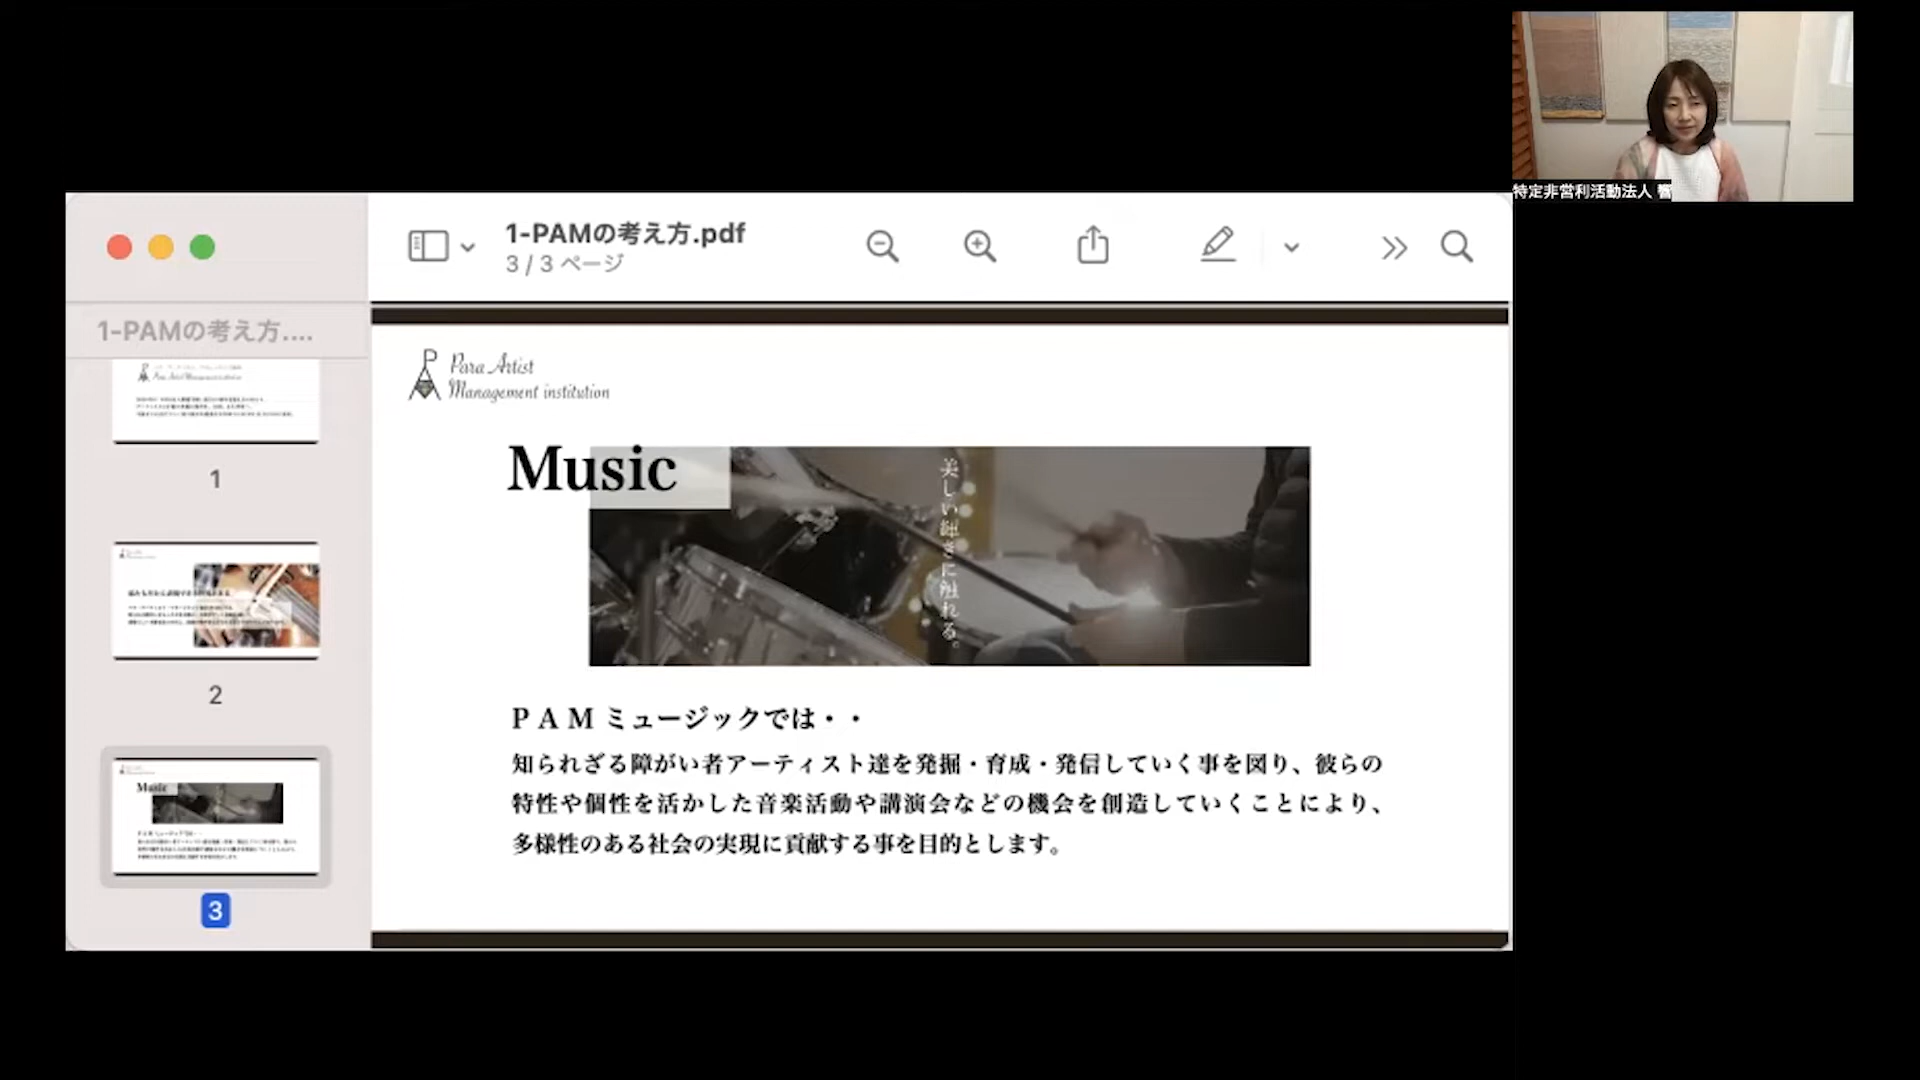 特定非営利活動法人 響
1-PAMの考え方.pdf
3 / 3 ページ
1-PAMの考え方....
1
2
3
Para Artist
Management institution
Music
美しい輝きに触れる。
ＰＡＭミュージックでは・・
知られざる障がい者アーティスト達を発掘・育成・発信していく事を図り、彼らの
特性や個性を活かした音楽活動や講演会などの機会を創造していくことにより、
多様性のある社会の実現に貢献する事を目的とします。